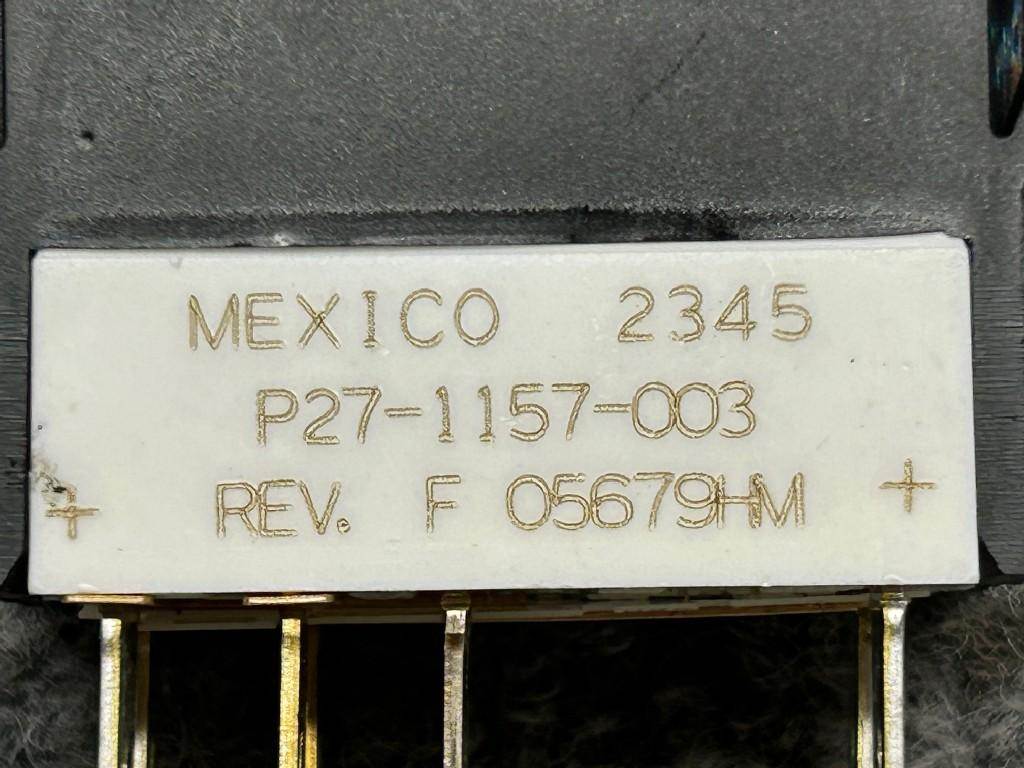 MEXICO 2345
P27-1157-003
REV. F 05679HM